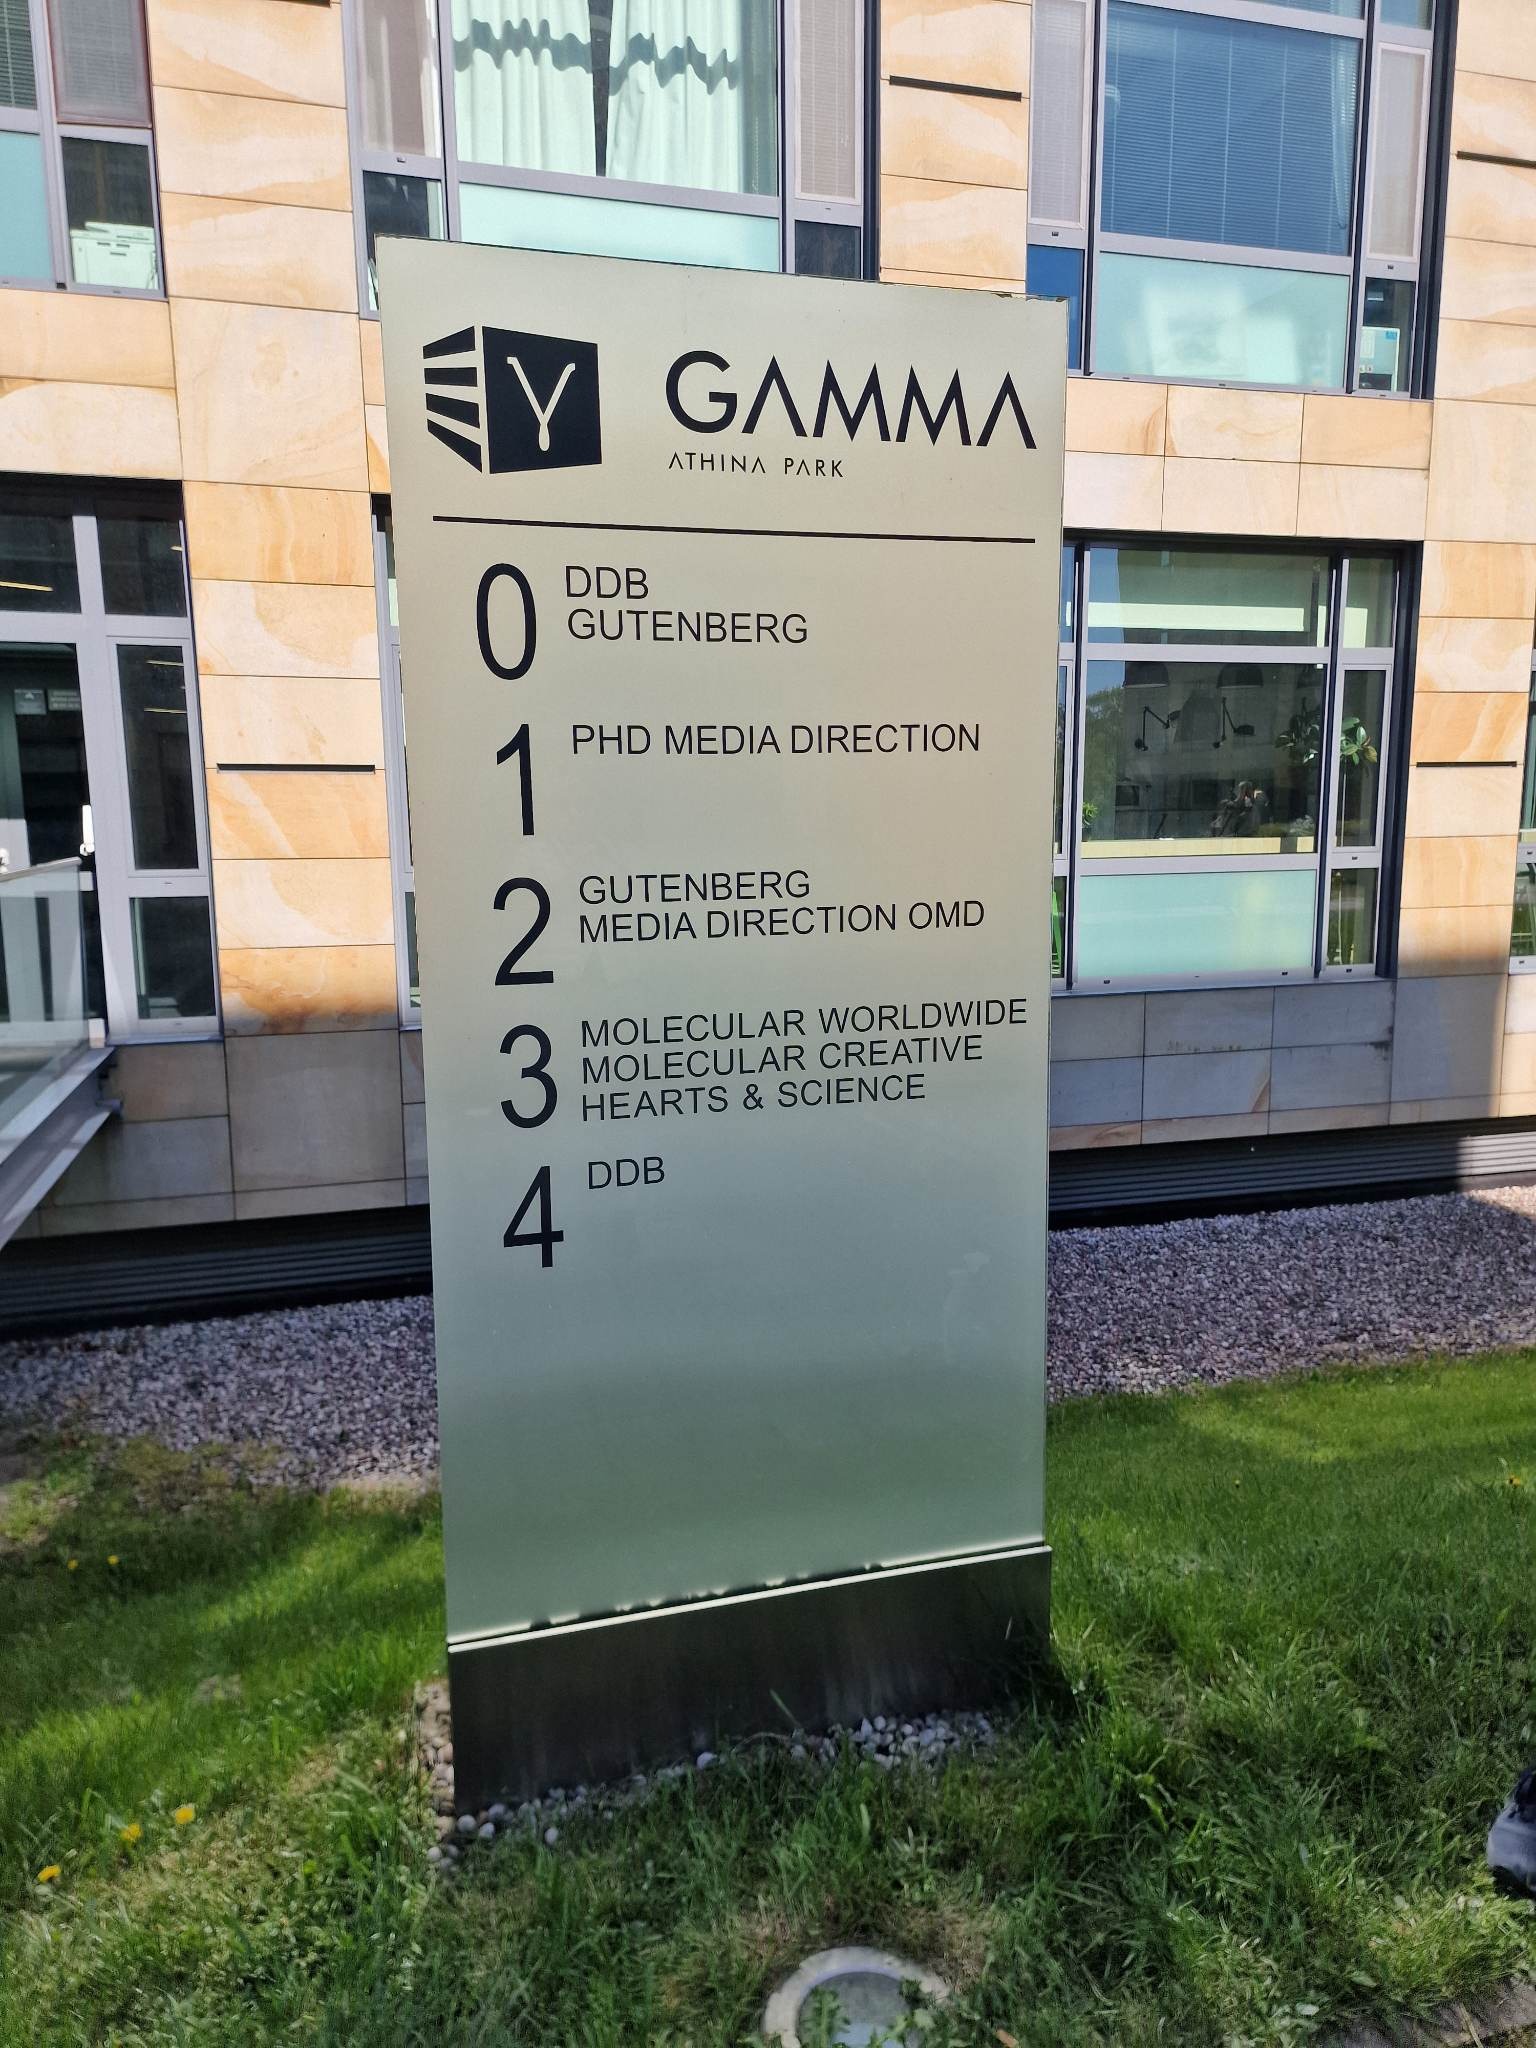 γ GAMMA
ATHINA PARK
0 DDB
GUTENBERG
1 PHD MEDIA DIRECTION
2 GUTENBERG
MEDIA DIRECTION OMD
3 MOLECULAR WORLDWIDE
MOLECULAR CREATIVE
HEARTS & SCIENCE
4 DDB